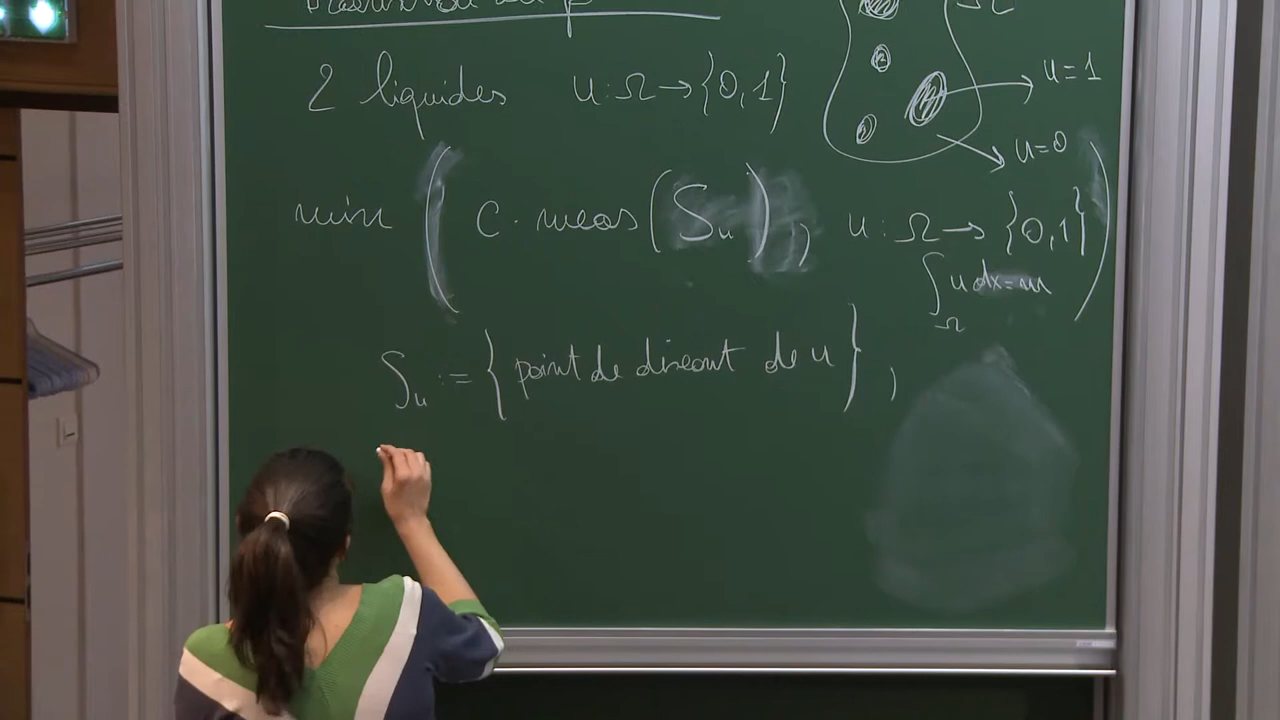 Ω
2 liquides u : Ω → {0,1}
u=1
u=0
min ( C · meas(S_u), u : Ω → {0,1}
∫_Ω u dx = m )
S_u := { point de discont de u },